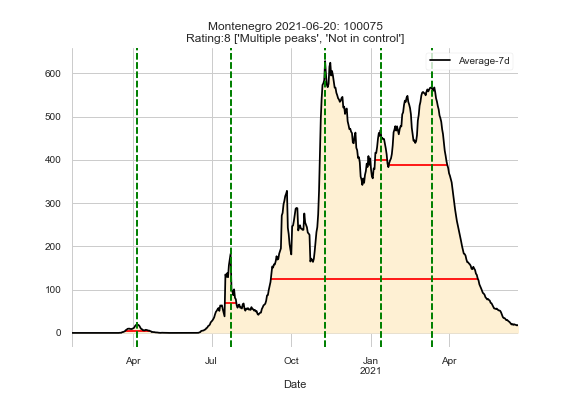 Montenegro 2021-06-20: 100075
Rating:8 ['Multiple peaks', 'Not in control']
Average-7d
600
500
400
300
200
100
0
Apr
Jul
Oct
Jan
2021
Apr
Date